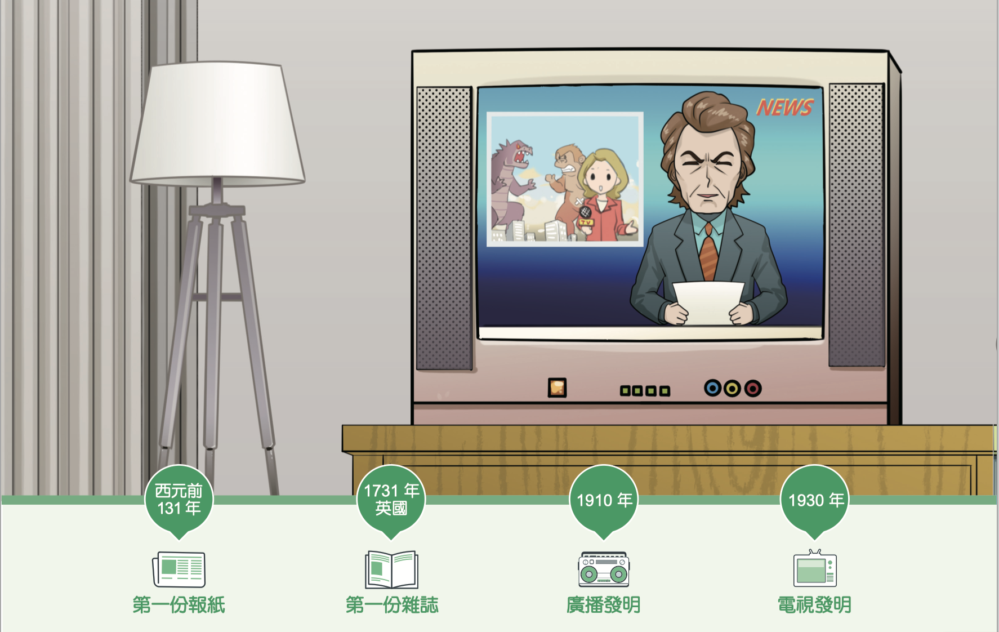 NEWS
TV
西元前
131 年
1731 年
英國
1910 年
1930 年
第一份報紙
第一份雜誌
廣播發明
電視發明